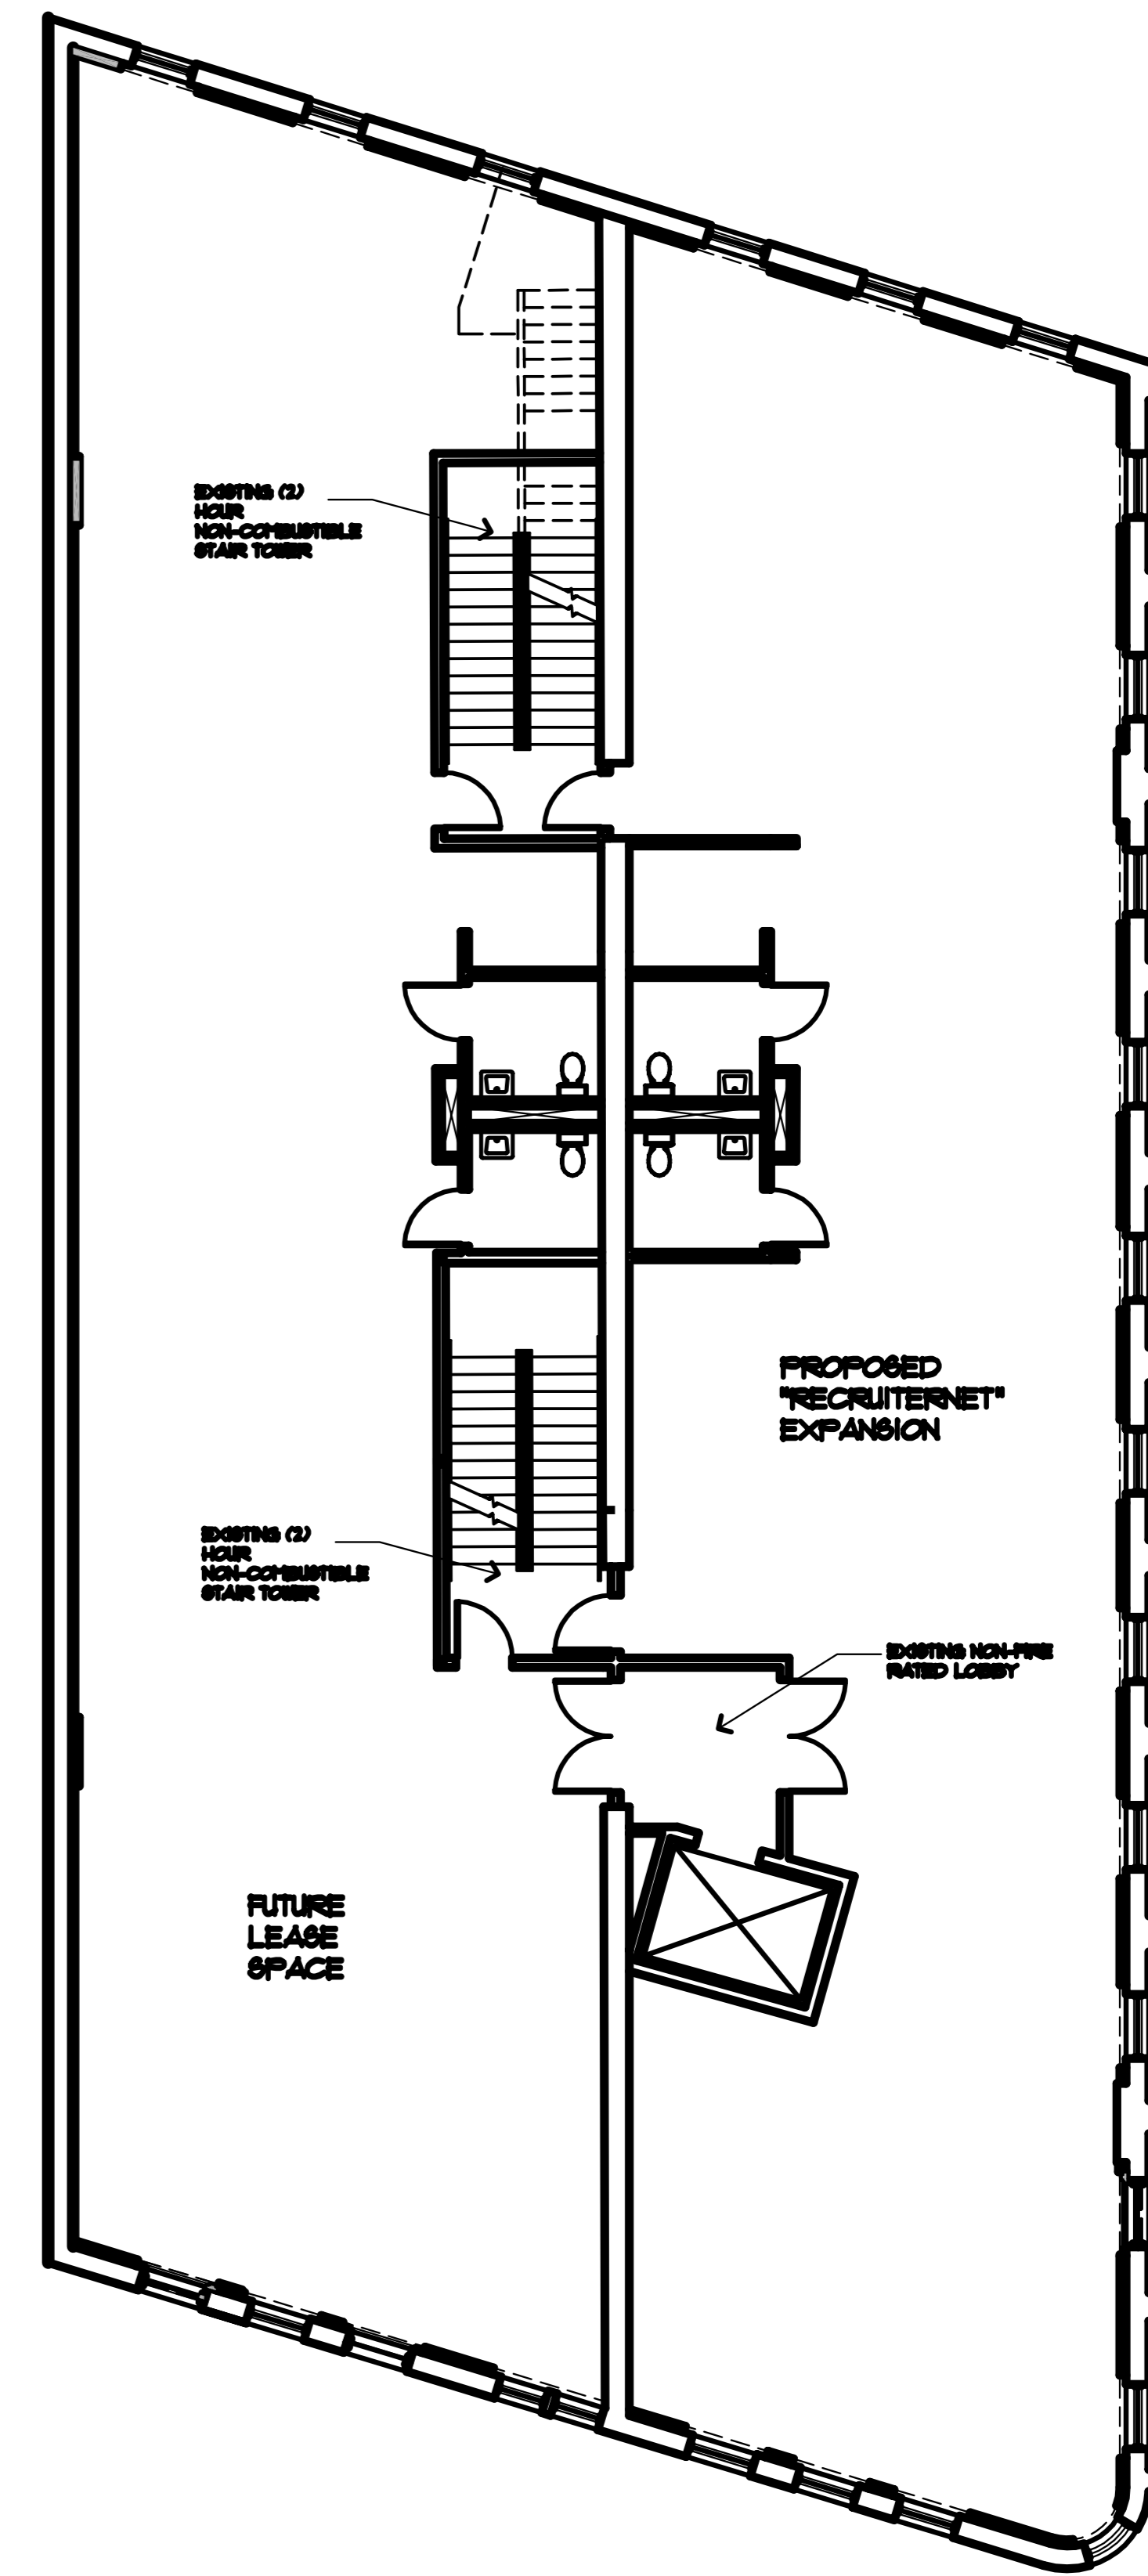 EXISTING (2)
HOUR
NON-COMBUSTIBLE
STAIR TOWER
PROPOSED
"RECRUITERNET"
EXPANSION
EXISTING (2)
HOUR
NON-COMBUSTIBLE
STAIR TOWER
EXISTING NON-FIRE
RATED LOBBY
FUTURE
LEASE
SPACE